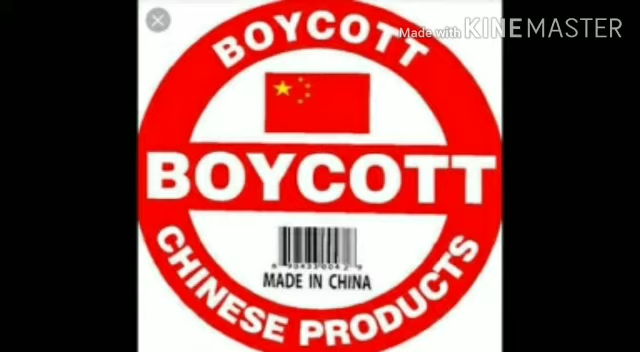 Made with KINEMASTER
BOYCOTT
BOYCOTT
MADE IN CHINA
CHINESE PRODUCTS